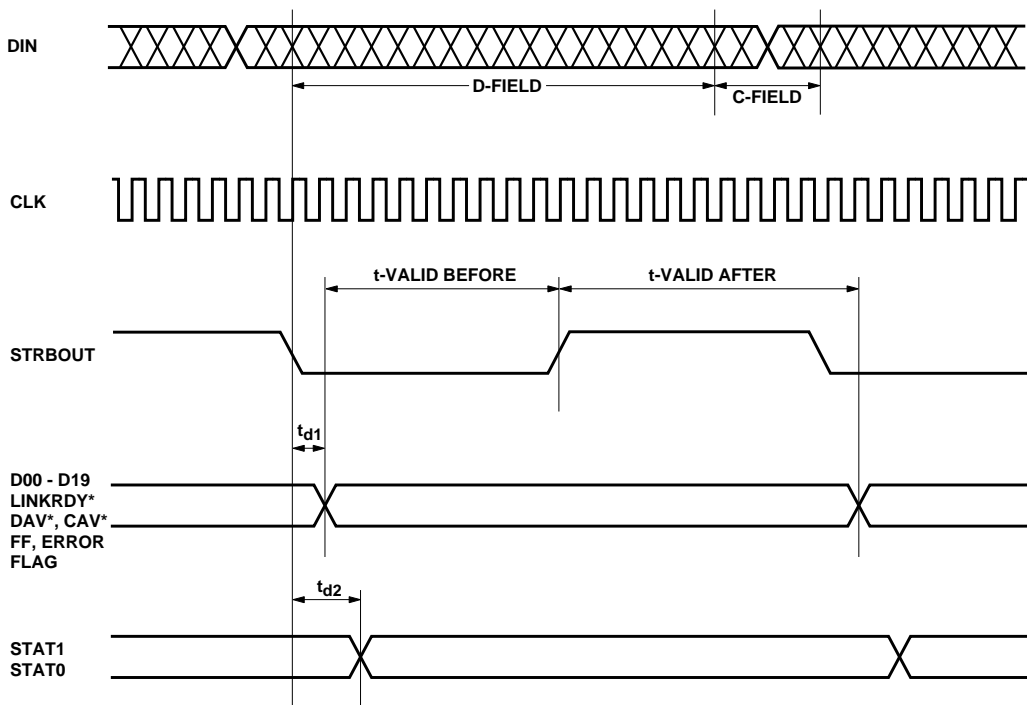 DIN
D-FIELD
C-FIELD
CLK
t-VALID BEFORE
t-VALID AFTER
STRBOUT
td1
D00 - D19
LINKRDY*
DAV*, CAV*
FF, ERROR
FLAG
td2
STAT1
STAT0